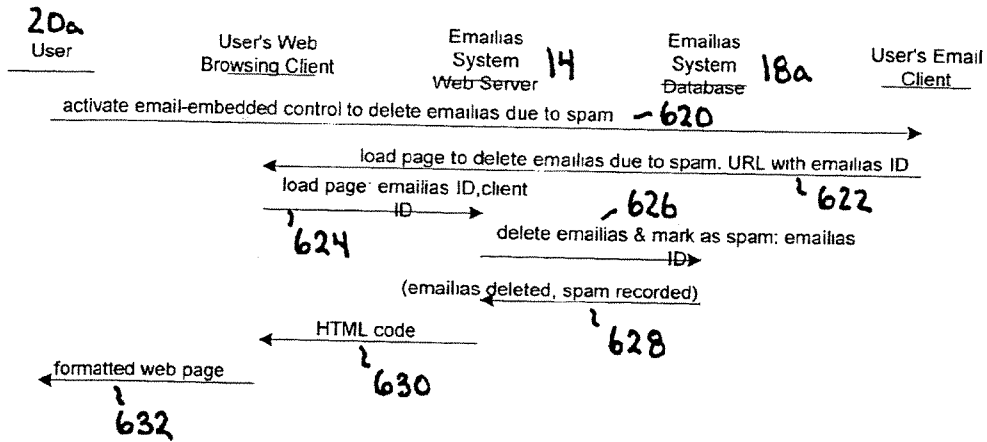 20a
User
User's Web
Browsing Client
Emailias
System
Web Server
14
Emailias
System
Database
18a
User's Email
Client
activate email-embedded control to delete emailias due to spam
620
load page to delete emailias due to spam. URL with emailias ID
622
load page: emailias ID, client
ID
624
626
delete emailias & mark as spam: emailias
ID
(emailias deleted, spam recorded)
628
HTML code
630
formatted web page
632